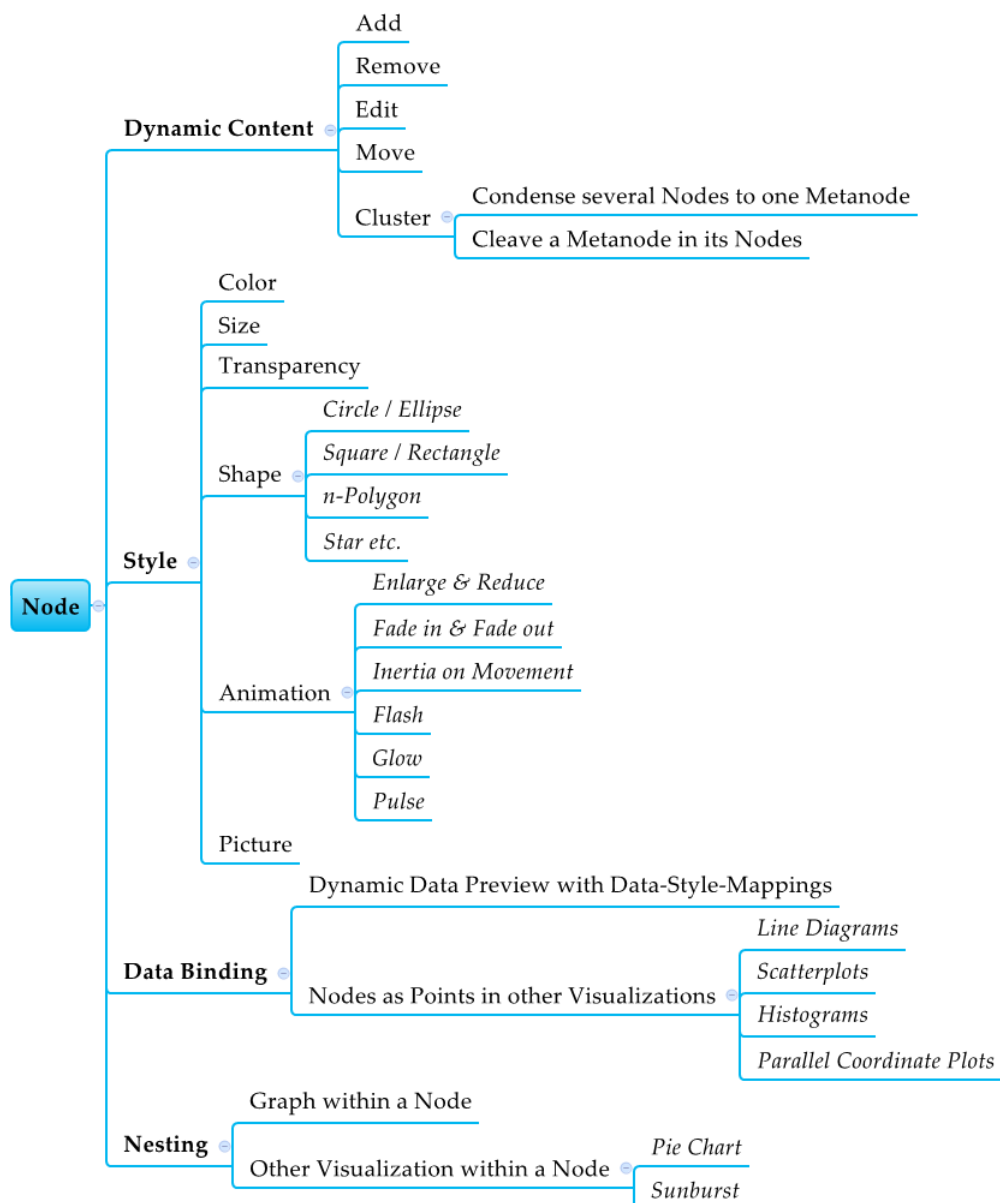 Add
Remove
Edit
Dynamic Content
Move
Condense several Nodes to one Metanode
Cluster
Cleave a Metanode in its Nodes
Color
Size
Transparency
Circle / Ellipse
Square / Rectangle
Shape
n-Polygon
Star etc.
Style
Enlarge & Reduce
Node
Fade in & Fade out
Inertia on Movement
Animation
Flash
Glow
Pulse
Picture
Dynamic Data Preview with Data-Style-Mappings
Line Diagrams
Data Binding
Scatterplots
Nodes as Points in other Visualizations
Histograms
Parallel Coordinate Plots
Graph within a Node
Nesting
Pie Chart
Other Visualization within a Node
Sunburst